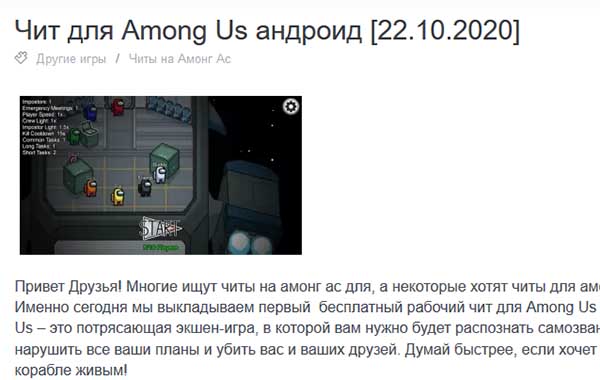 Чит для Among Us андроид [22.10.2020]
Другие игры / Читы на Амонг Ас
Impostors: 1
Emergency Meetings: 1
Player Speed: 1x
Crew Light: 1x
Impostor Light: 1.5x
Kill Cooldown: 15s
Common Tasks: 1
Long Tasks: 1
Short Tasks: 2
START
Привет Друзья! Многие ищут читы на амонг ас для, а некоторые хотят читы для амо
Именно сегодня мы выкладываем первый бесплатный рабочий чит для Among Us
Us – это потрясающая экшен-игра, в которой вам нужно будет распознать самозван
нарушить все ваши планы и убить вас и ваших друзей. Думай быстрее, если хочет
корабле живым!